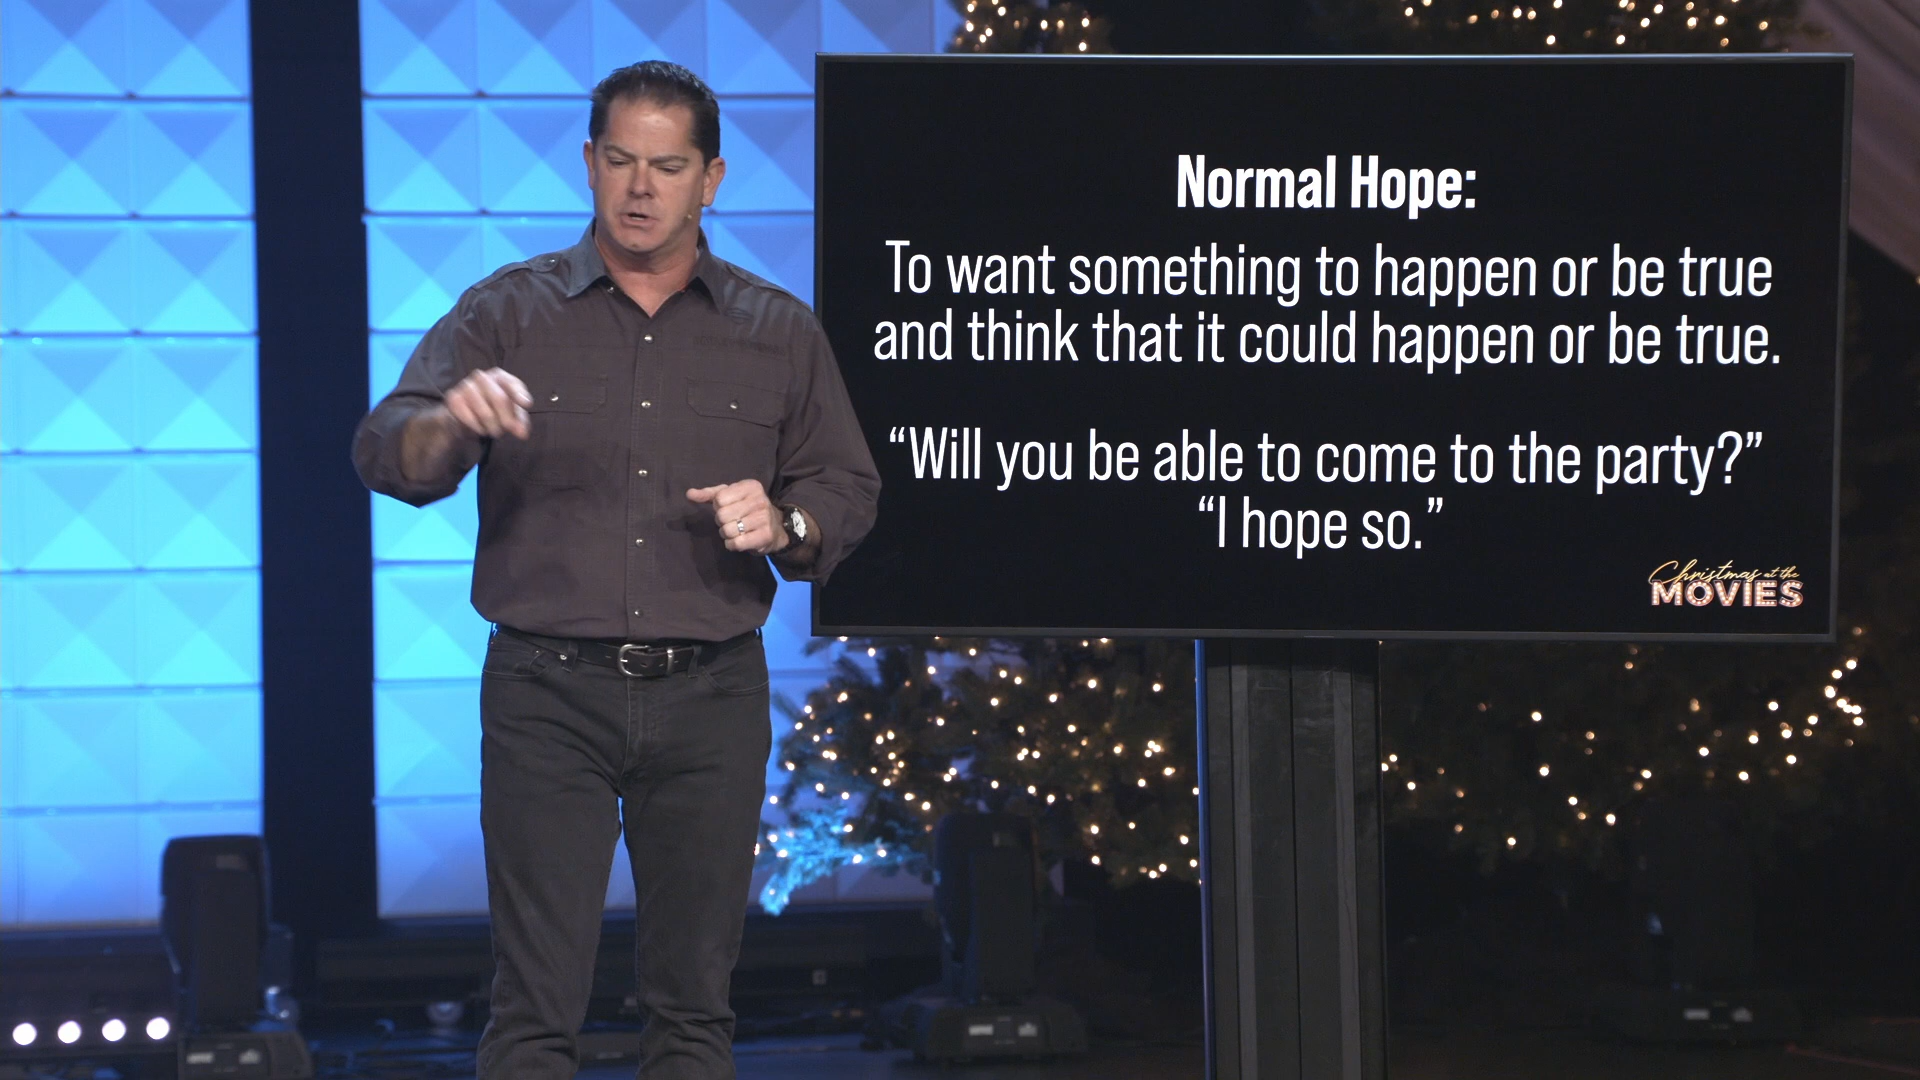 Normal Hope:
To want something to happen or be true
and think that it could happen or be true.
“Will you be able to come to the party?”
“I hope so.”
Christmas at the
MOVIES